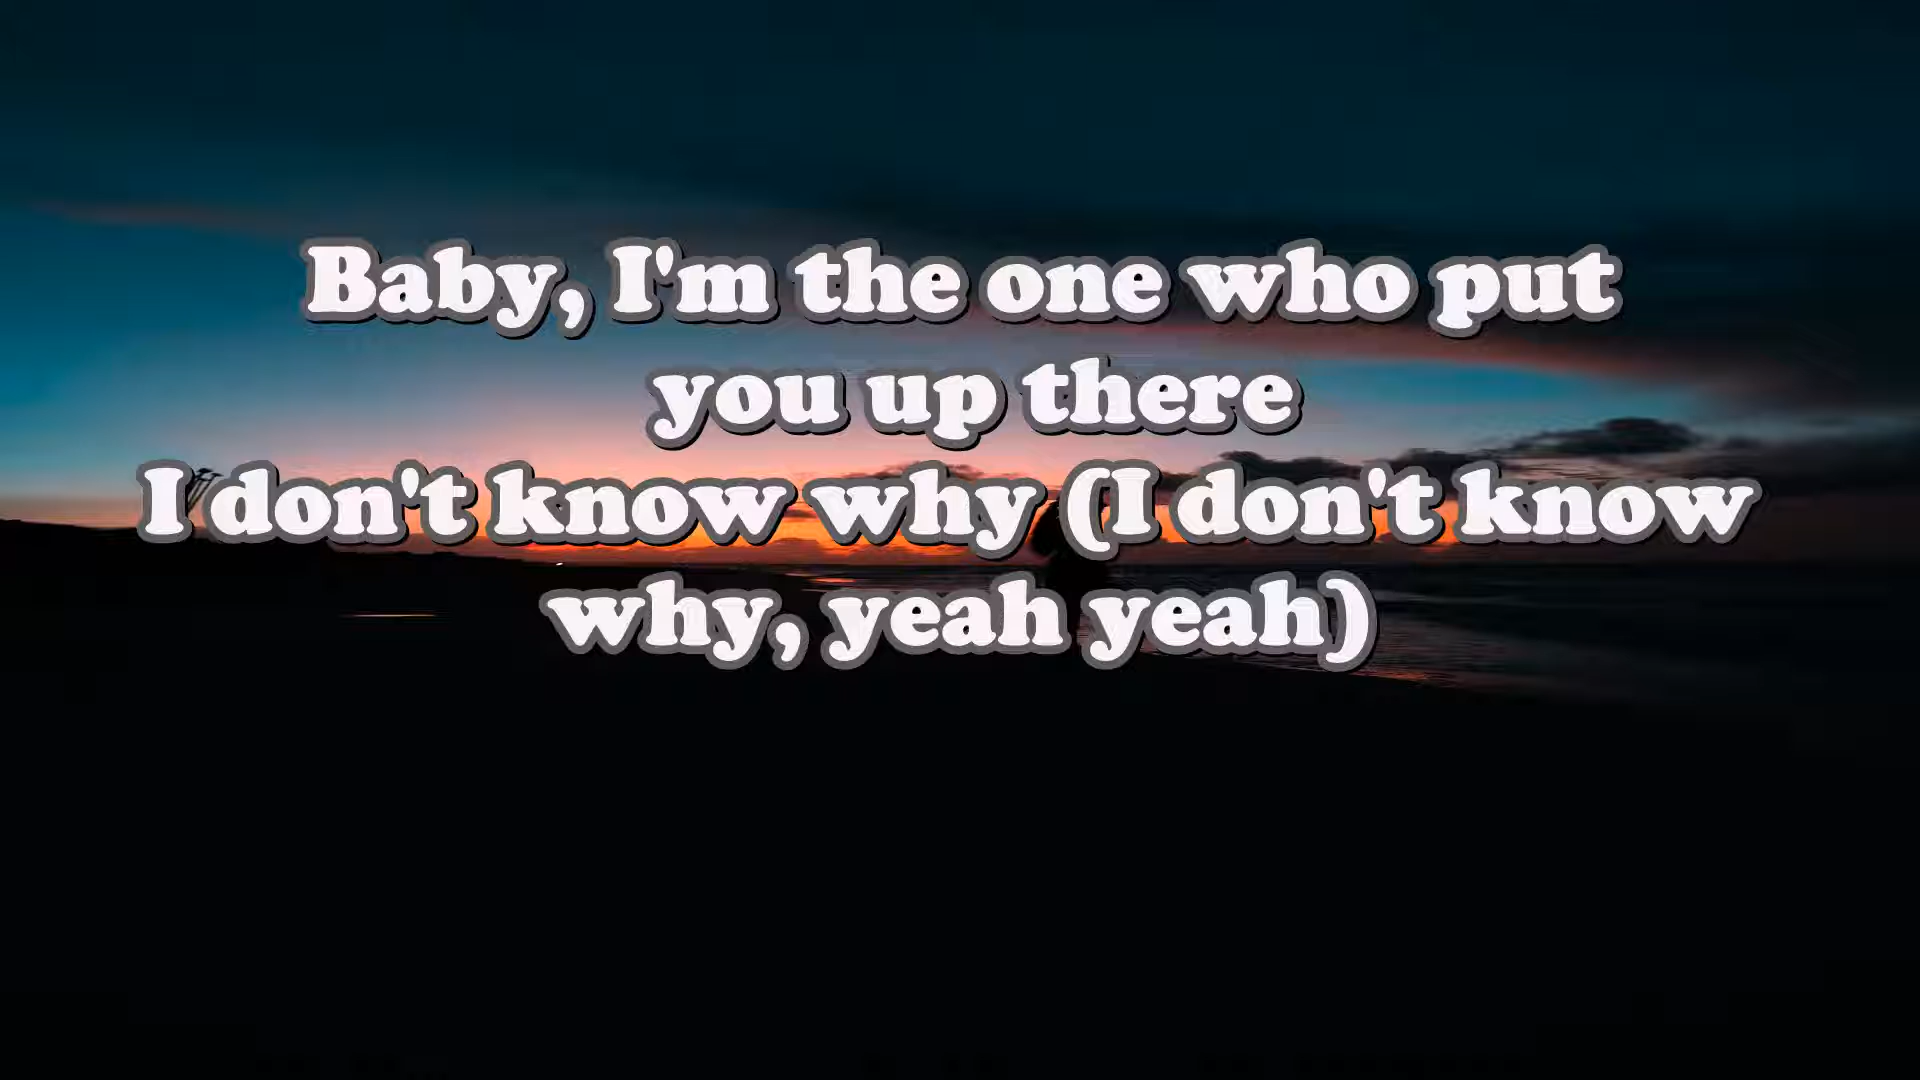 Baby, I'm the one who put
you up there
I don't know why (I don't know
why, yeah yeah)